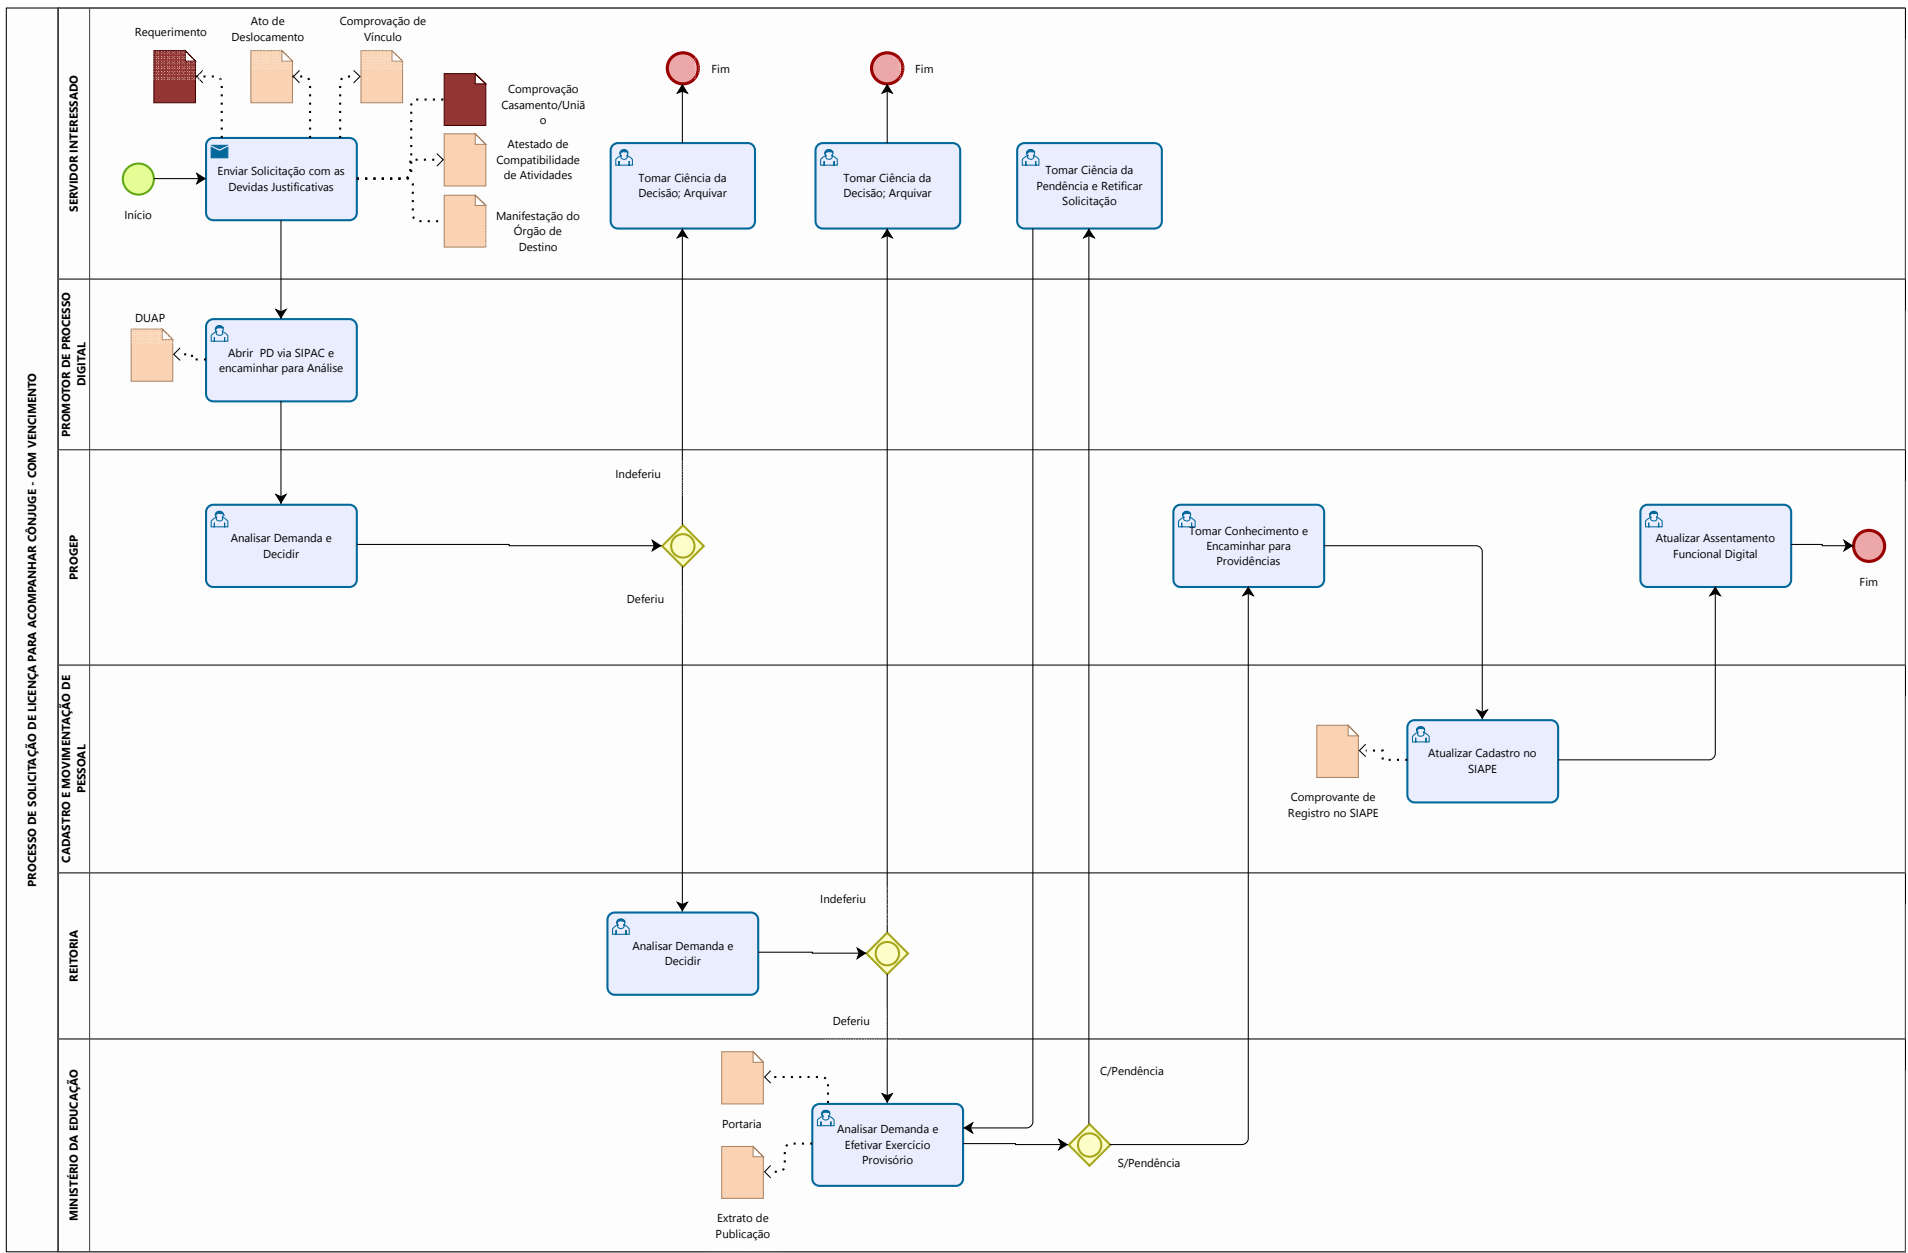 PROCESSO DE SOLICITAÇÃO DE LICENÇA PARA ACOMPANHAR CÔNJUGE - COM VENCIMENTO
SERVIDOR INTERESSADO
Requerimento
Ato de
Deslocamento
Comprovação de
Vínculo
Comprovação
Casamento/Uniã
o
Atestado de
Compatibilidade
de Atividades
Manifestação do
Órgão de
Destino
Início
Enviar Solicitação com as
Devidas Justificativas
Fim
Tomar Ciência da
Decisão; Arquivar
Fim
Tomar Ciência da
Decisão; Arquivar
Tomar Ciência da
Pendência e Retificar
Solicitação
PROMOTOR DE PROCESSO
DIGITAL
DUAP
Abrir PD via SIPAC e
encaminhar para Análise
PROGEP
Analisar Demanda e
Decidir
Indeferiu
Deferiu
Tomar Conhecimento e
Encaminhar para
Providências
Atualizar Assentamento
Funcional Digital
Fim
CADASTRO E MOVIMENTAÇÃO DE
PESSOAL
Comprovante de
Registro no SIAPE
Atualizar Cadastro no
SIAPE
REITORIA
Analisar Demanda e
Decidir
Indeferiu
Deferiu
MINISTÉRIO DA EDUCAÇÃO
Portaria
Extrato de
Publicação
Analisar Demanda e
Efetivar Exercício
Provisório
C/Pendência
S/Pendência